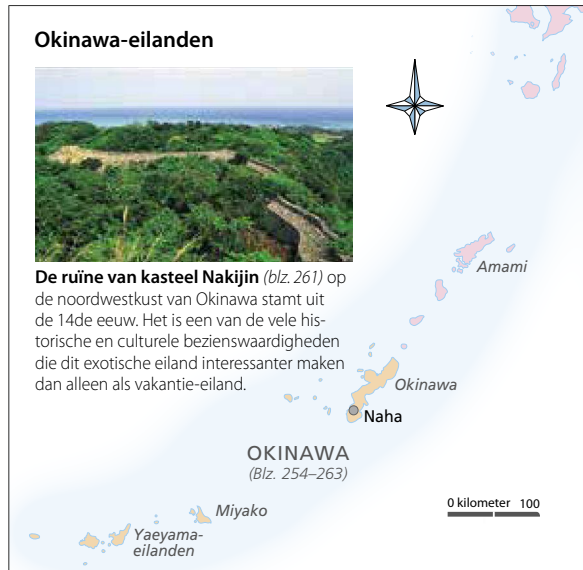 Okinawa-eilanden
De ruïne van kasteel Nakijin (blz. 261) op
de noordwestkust van Okinawa stamt uit
de 14de eeuw. Het is een van de vele his-
torische en culturele bezienswaardigheden
die dit exotische eiland interessanter maken
dan alleen als vakantie-eiland.
Amami
Okinawa
Naha
OKINAWA
(Blz. 254–263)
Miyako
Yaeyama-
eilanden
0 kilometer 100